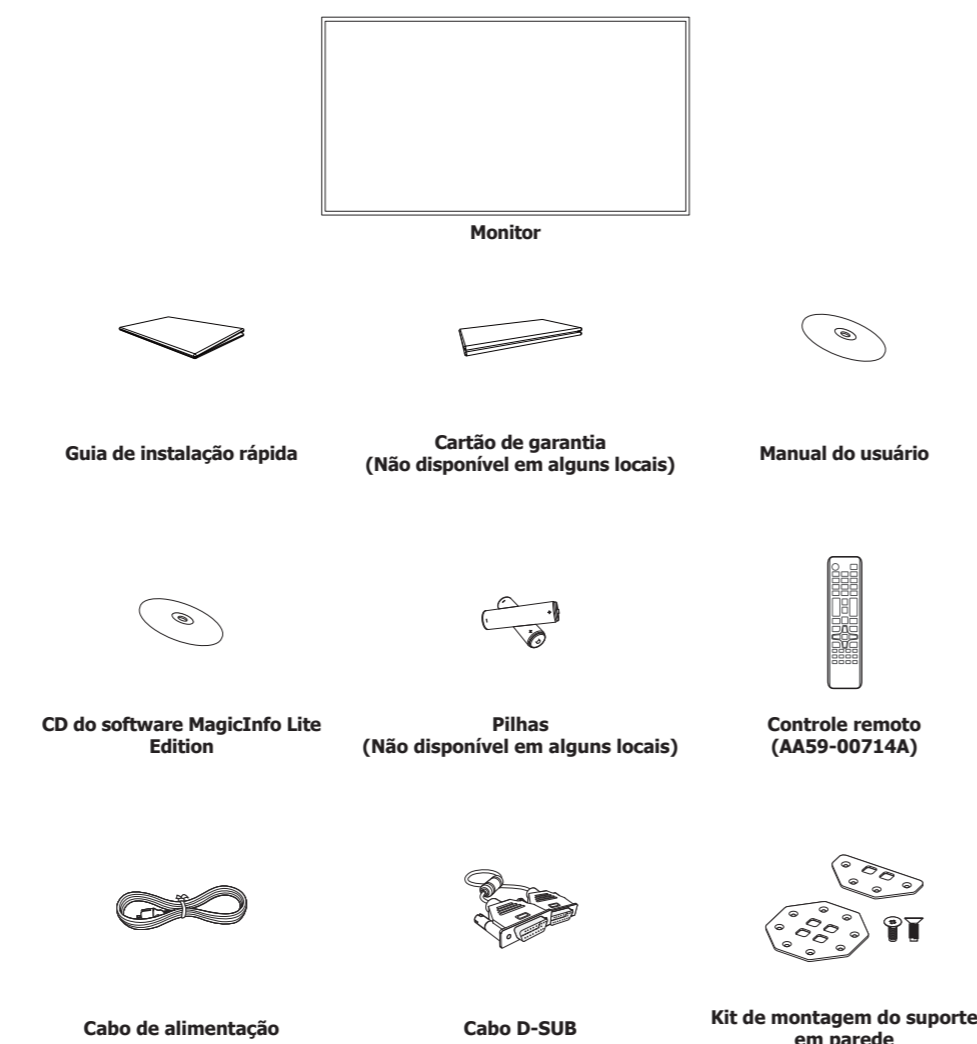 Monitor
Guia de instalação rápida
Cartão de garantia
(Não disponível em alguns locais)
Manual do usuário
CD do software MagicInfo Lite
Edition
Pilhas
(Não disponível em alguns locais)
Controle remoto
(AA59-00714A)
Cabo de alimentação
Cabo D-SUB
Kit de montagem do suporte
em parede